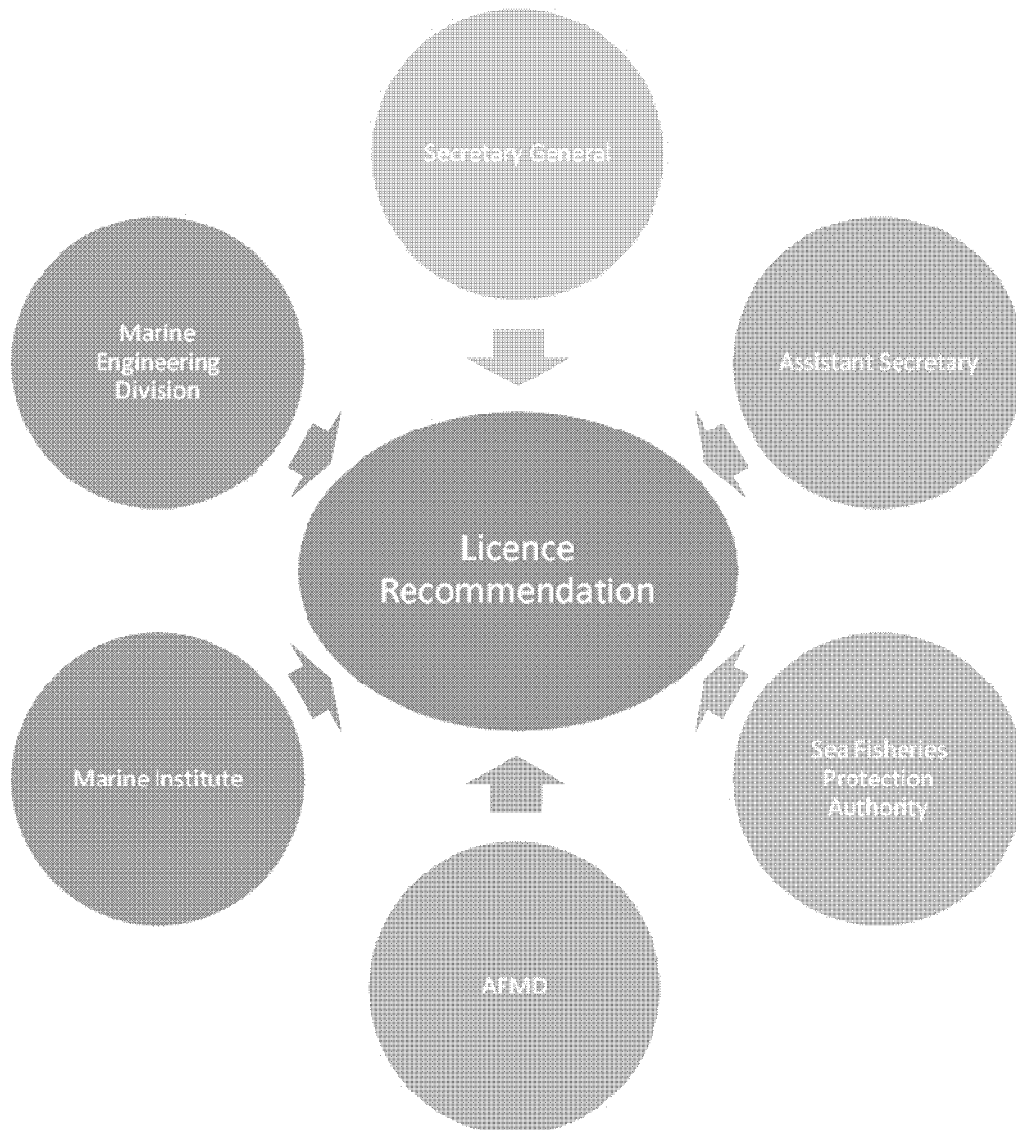 Secretary General
Marine
Engineering
Division
Assistant Secretary
Licence
Recommendation
Marine Institute
Sea Fisheries
Protection
Authority
AFMD